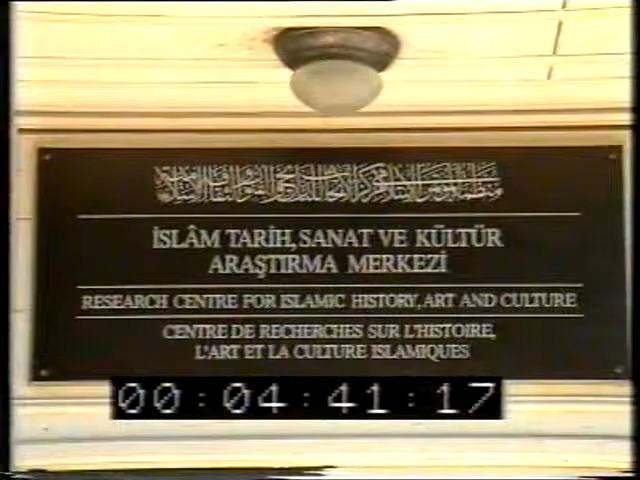 İSLÂM TARİH, SANAT VE KÜLTÜR
ARAŞTIRMA MERKEZİ
RESEARCH CENTRE FOR ISLAMIC HISTORY, ART AND CULTURE
CENTRE DE RECHERCHES SUR L'HISTOIRE,
L'ART ET LA CULTURE ISLAMIQUES
00:04:41:17